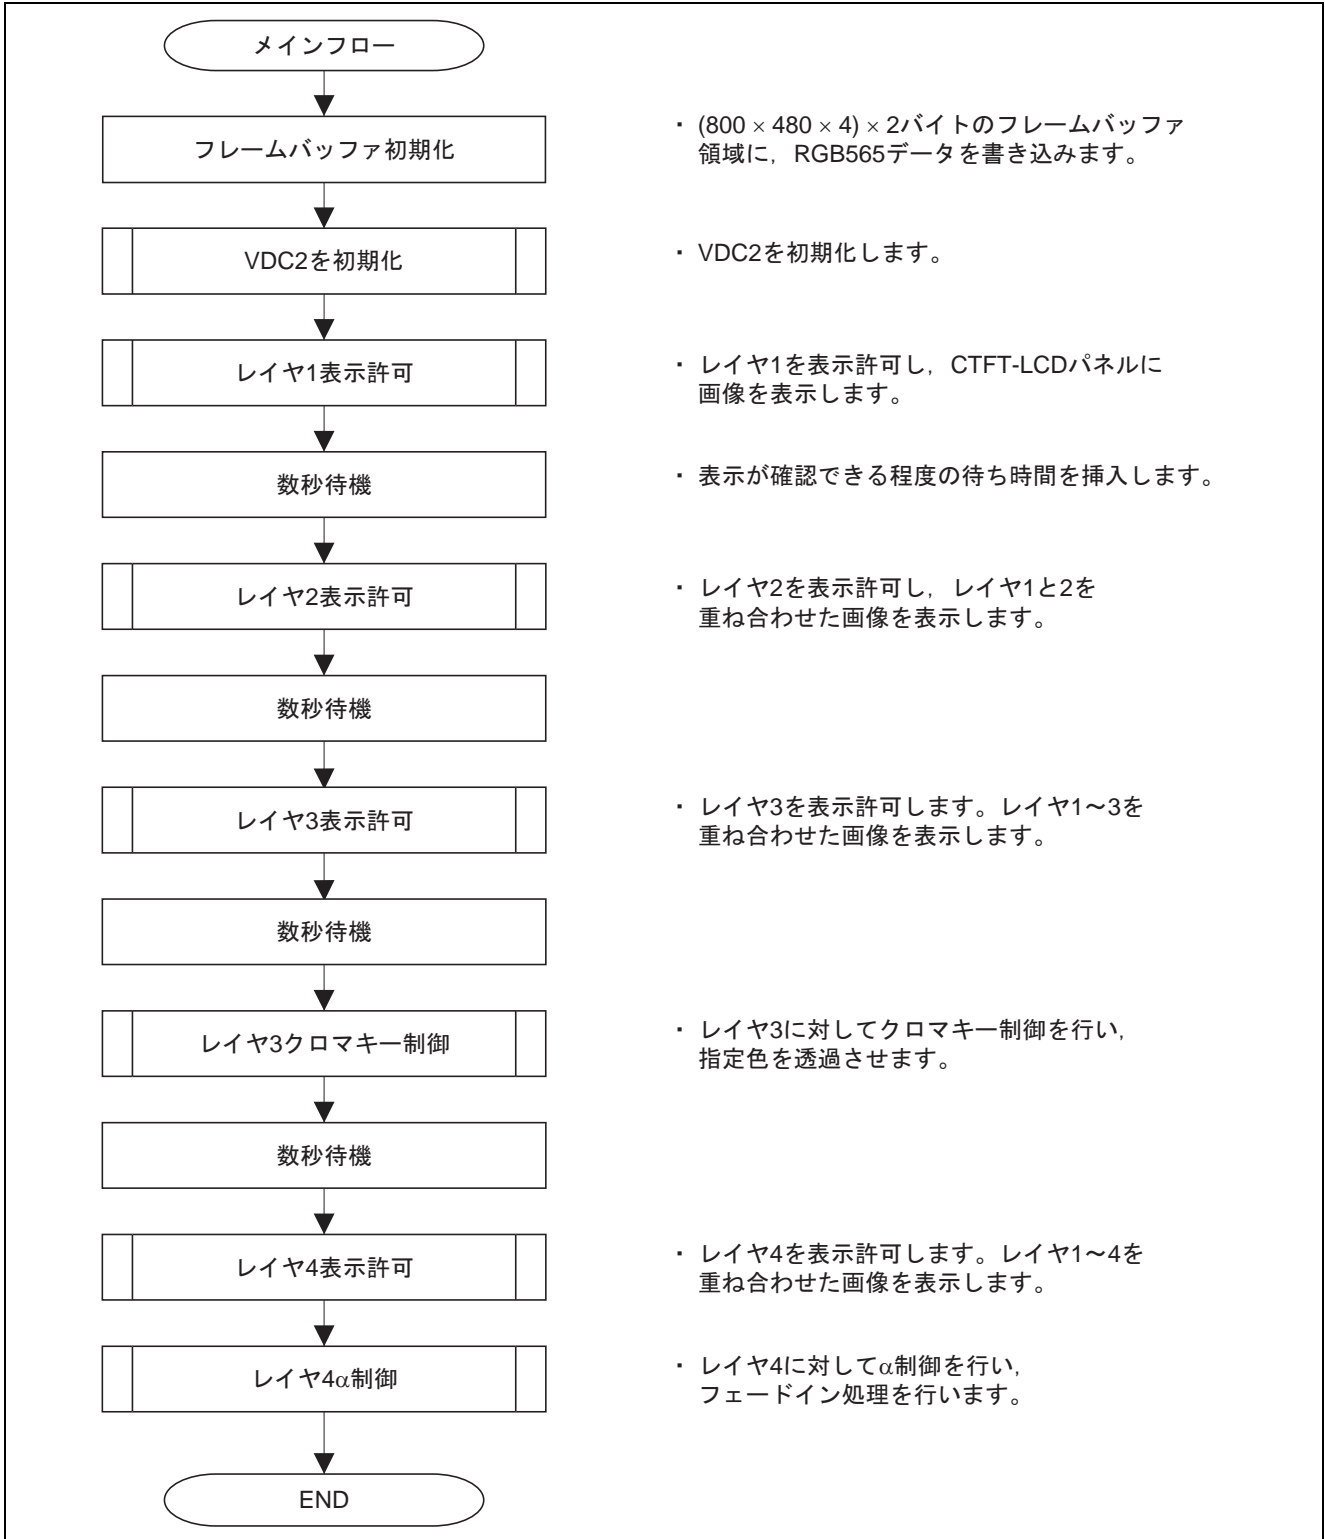 メインフロー
フレームバッファ初期化
・ (800 × 480 × 4) × 2バイトのフレームバッファ
領域に，RGB565データを書き込みます。
VDC2を初期化
・ VDC2を初期化します。
レイヤ1表示許可
・ レイヤ1を表示許可し，CTFT-LCDパネルに
画像を表示します。
数秒待機
・ 表示が確認できる程度の待ち時間を挿入します。
レイヤ2表示許可
・ レイヤ2を表示許可し，レイヤ1と2を
重ね合わせた画像を表示します。
数秒待機
レイヤ3表示許可
・ レイヤ3を表示許可します。レイヤ1〜3を
重ね合わせた画像を表示します。
数秒待機
レイヤ3クロマキー制御
・ レイヤ3に対してクロマキー制御を行い，
指定色を透過させます。
数秒待機
レイヤ4表示許可
・ レイヤ4を表示許可します。レイヤ1〜4を
重ね合わせた画像を表示します。
レイヤ4α制御
・ レイヤ4に対してα制御を行い，
フェードイン処理を行います。
END